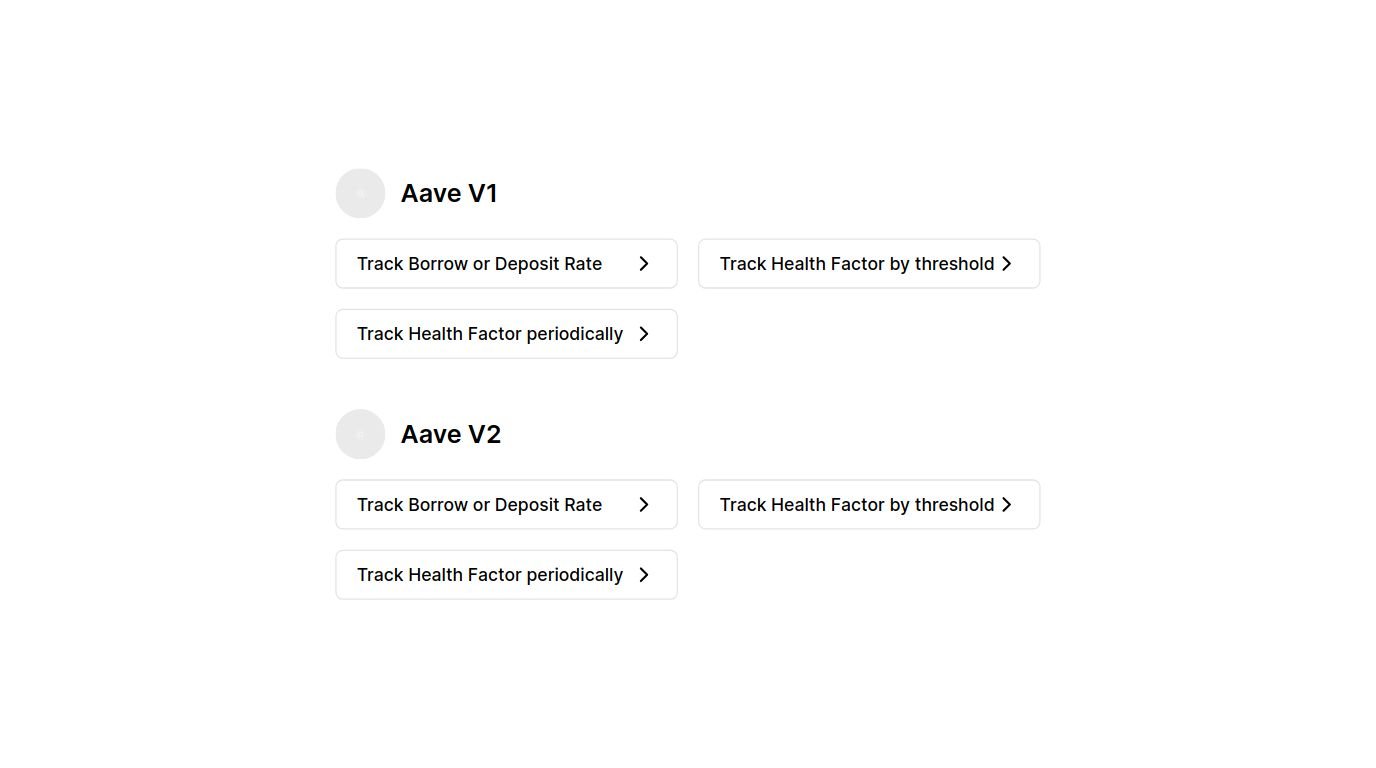 Aave V1
Track Borrow or Deposit Rate
Track Health Factor by threshold
Track Health Factor periodically
Aave V2
Track Borrow or Deposit Rate
Track Health Factor by threshold
Track Health Factor periodically